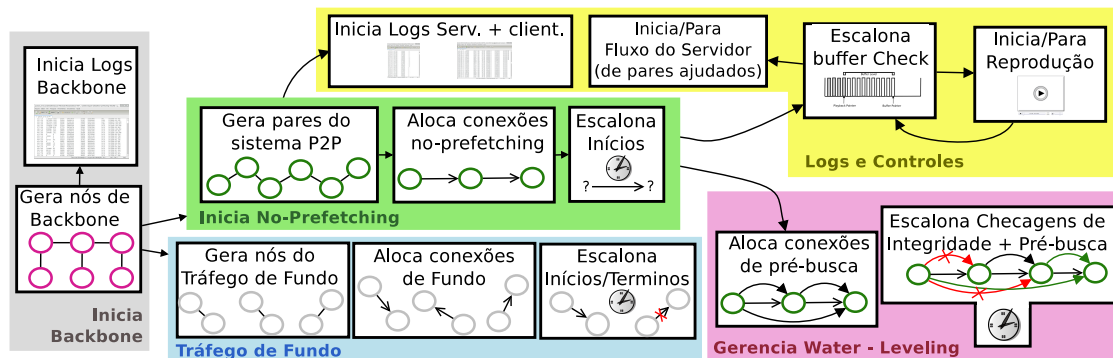 Inicia Logs
Backbone
Gera nós de
Backbone
Inicia
Backbone
Inicia Logs Serv. + client.
Inicia/Para
Fluxo do Servidor
(de pares ajudados)
Escalona
buffer Check
Inicia/Para
Reprodução
Logs e Controles
Gera pares do
sistema P2P
Aloca conexões
no-prefetching
Escalona
Inícios
? ?
Inicia No-Prefetching
Gera nós do
Tráfego de Fundo
Aloca conexões
de Fundo
Escalona
Inícios/Terminos
Tráfego de Fundo
Aloca conexões
de pré-busca
Escalona Checagens de
Integridade + Pré-busca
Gerencia Water - Leveling